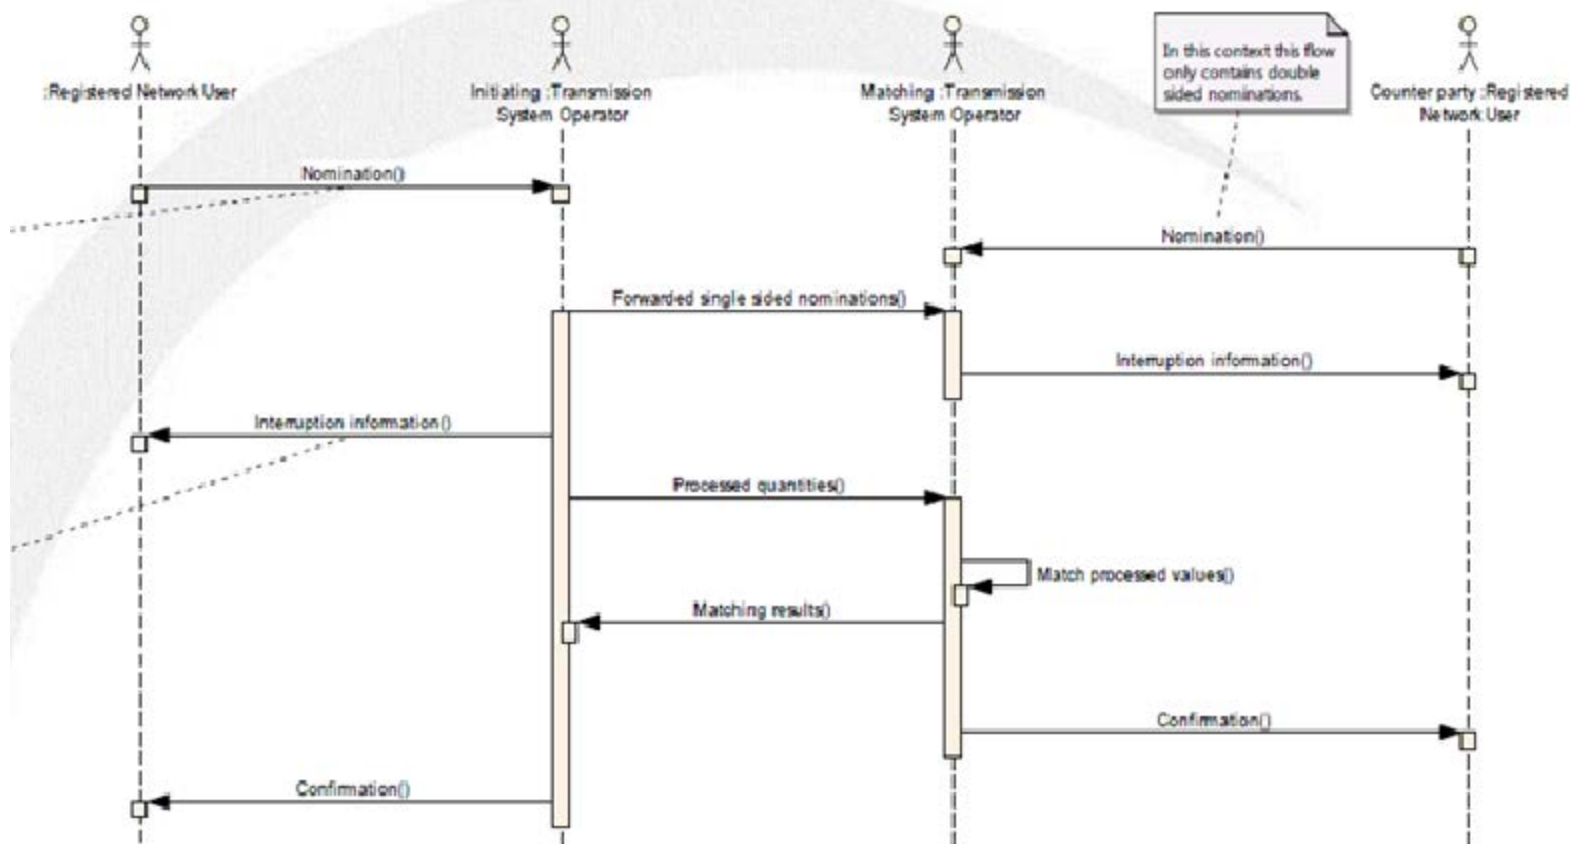 In this context this flow
only contains double
sided nominations.
:Registered Network User
Initiating :Transmission
System Operator
Matching :Transmission
System Operator
Counter party :Registered
Network User
Nomination()
Nomination()
Forwarded single sided nominations()
Interruption information()
Interruption information()
Processed quantities()
Match processed values()
Matching results()
Confirmation()
Confirmation()